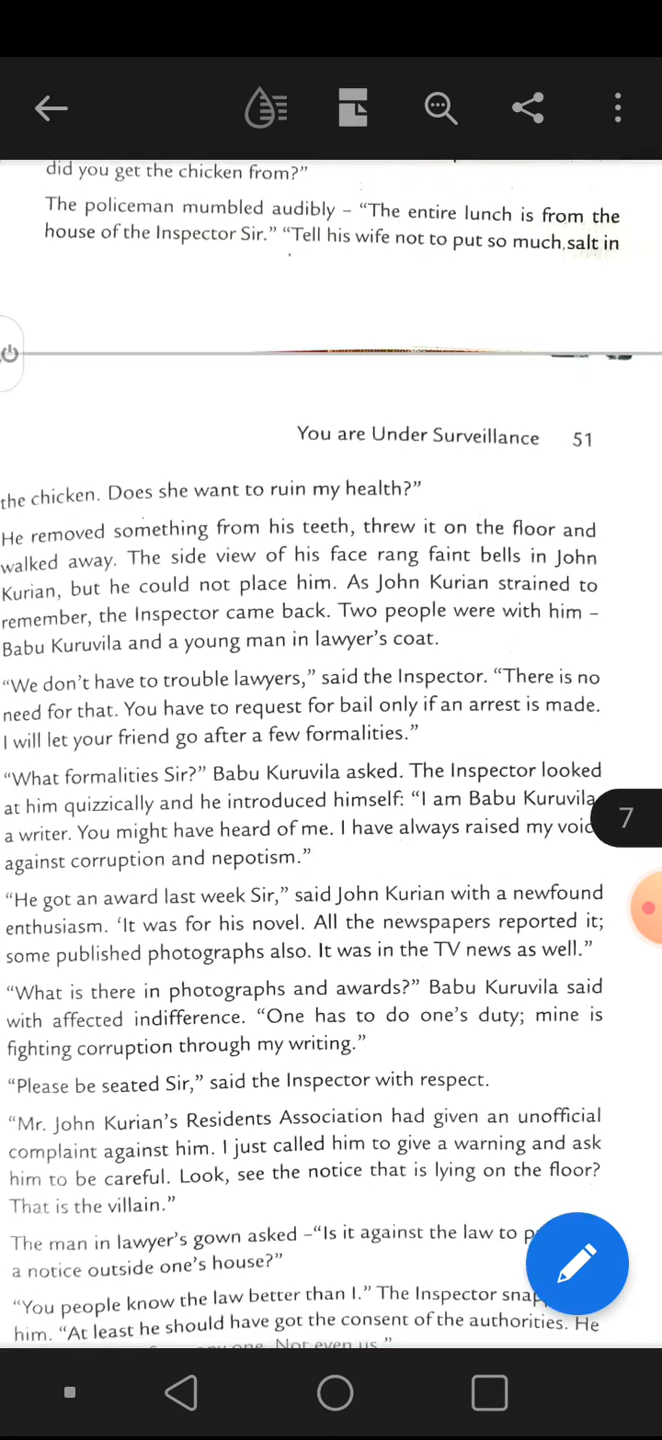 did you get the chicken from?”
The policeman mumbled audibly – “The entire lunch is from the
house of the Inspector Sir.” “Tell his wife not to put so much salt in
You are Under Surveillance 51
the chicken. Does she want to ruin my health?”
He removed something from his teeth, threw it on the floor and
walked away. The side view of his face rang faint bells in John
Kurian, but he could not place him. As John Kurian strained to
remember, the Inspector came back. Two people were with him –
Babu Kuruvila and a young man in lawyer’s coat.
“We don’t have to trouble lawyers,” said the Inspector. “There is no
need for that. You have to request for bail only if an arrest is made.
I will let your friend go after a few formalities.”
“What formalities Sir?” Babu Kuruvila asked. The Inspector looked
at him quizzically and he introduced himself: “I am Babu Kuruvila
a writer. You might have heard of me. I have always raised my
7
against corruption and nepotism.”
“He got an award last week Sir,” said John Kurian with a newfound
enthusiasm. ‘It was for his novel. All the newspapers reported it;
some published photographs also. It was in the TV news as well.”
“What is there in photographs and awards?” Babu Kuruvila said
with affected indifference. “One has to do one’s duty; mine is
fighting corruption through my writing.”
“Please be seated Sir,” said the Inspector with respect.
“Mr. John Kurian’s Residents Association had given an unofficial
complaint against him. I just called him to give a warning and ask
him to be careful. Look, see the notice that is lying on the floor?
That is the villain.”
The man in lawyer’s gown asked –“Is it against the law to
a notice outside one’s house?”
“You people know the law better than I.” The Inspector
him. “At least he should have got the consent of the authorities. He
one. Not even us.”